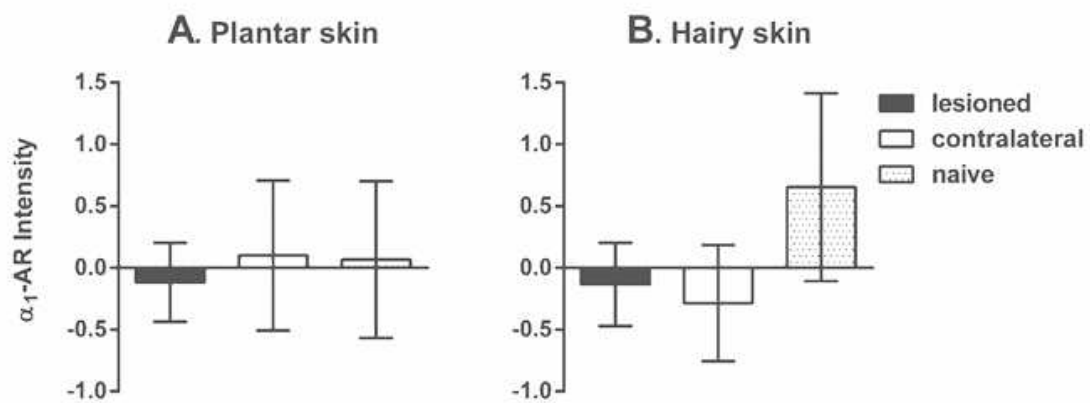 A. Plantar skin
B. Hairy skin
α1-AR Intensity
1.5
1.0
0.5
0.0
-0.5
-1.0
1.5
1.0
0.5
0.0
-0.5
-1.0
lesioned
contralateral
naive